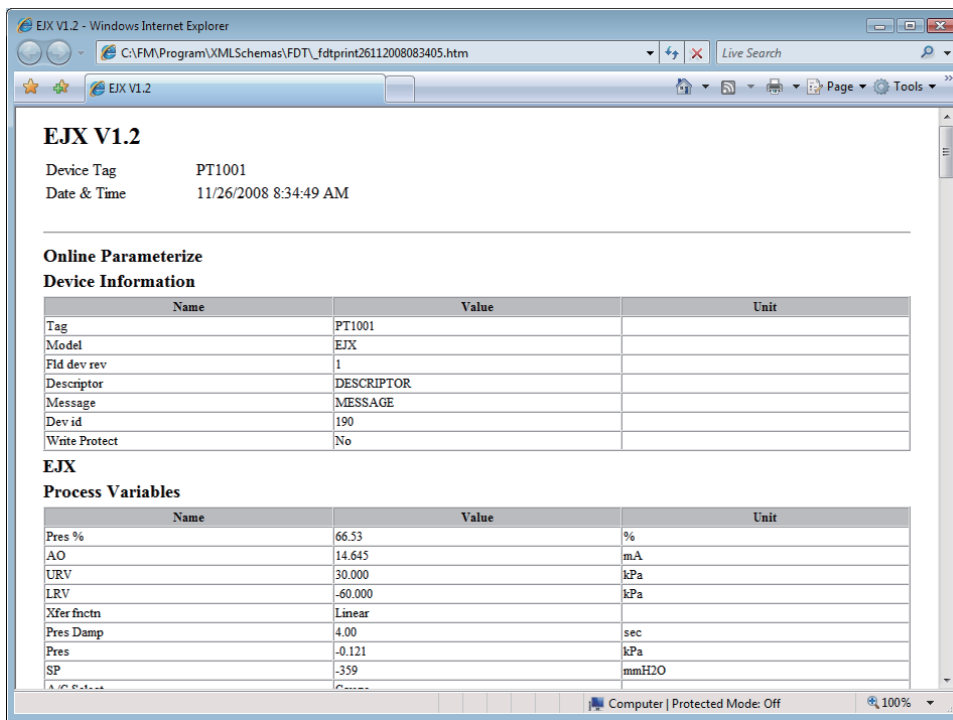 EJX V1.2 - Windows Internet Explorer
C:\FM\Program\XMLSchemas\FDT\_fdtprint26112008083405.htm Live Search
EJX V1.2 Page Tools »
EJX V1.2
Device Tag PT1001
Date & Time 11/26/2008 8:34:49 AM
Online Parameterize
Device Information
Name Value Unit
Tag PT1001
Model EJX
Fld dev rev 1
Descriptor DESCRIPTOR
Message MESSAGE
Dev id 190
Write Protect No
EJX
Process Variables
Name Value Unit
Pres % 66.53 %
AO 14.645 mA
URV 30.000 kPa
LRV -60.000 kPa
Xfer fnctn Linear
Pres Damp 4.00 sec
Pres -0.121 kPa
SP -359 mmH2O
Computer | Protected Mode: Off 100%